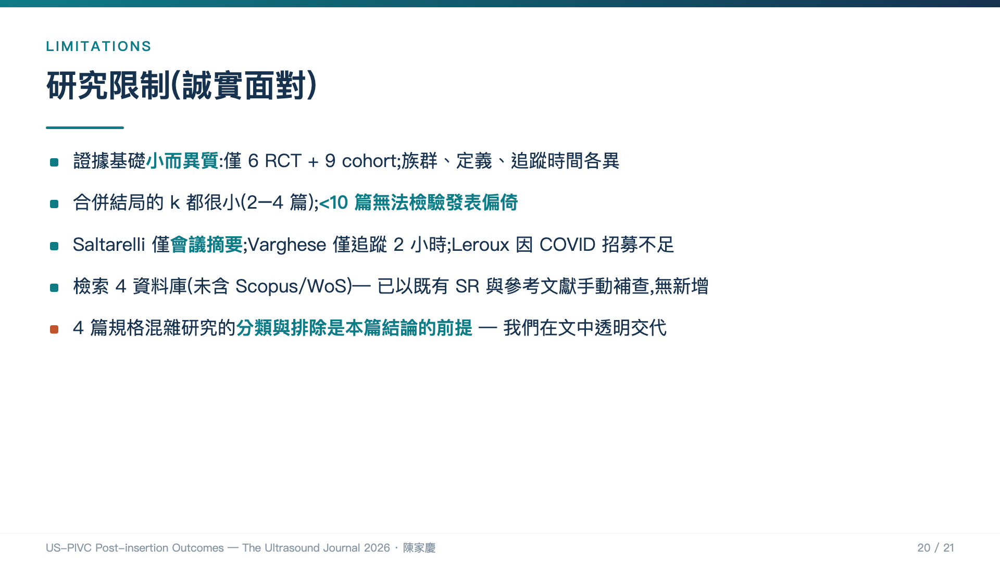 LIMITATIONS
研究限制(誠實面對)
證據基礎小而異質:僅 6 RCT + 9 cohort;族群、定義、追蹤時間各異
合併結局的 k 都很小(2–4 篇);<10 篇無法檢驗發表偏倚
Saltarelli 僅會議摘要;Varghese 僅追蹤 2 小時;Leroux 因 COVID 招募不足
檢索 4 資料庫(未含 Scopus/WoS)— 已以既有 SR 與參考文獻手動補查,無新增
4 篇規格混雜研究的分類與排除是本篇結論的前提 — 我們在文中透明交代
US-PIVC Post-insertion Outcomes — The Ultrasound Journal 2026 · 陳家慶
20 / 21